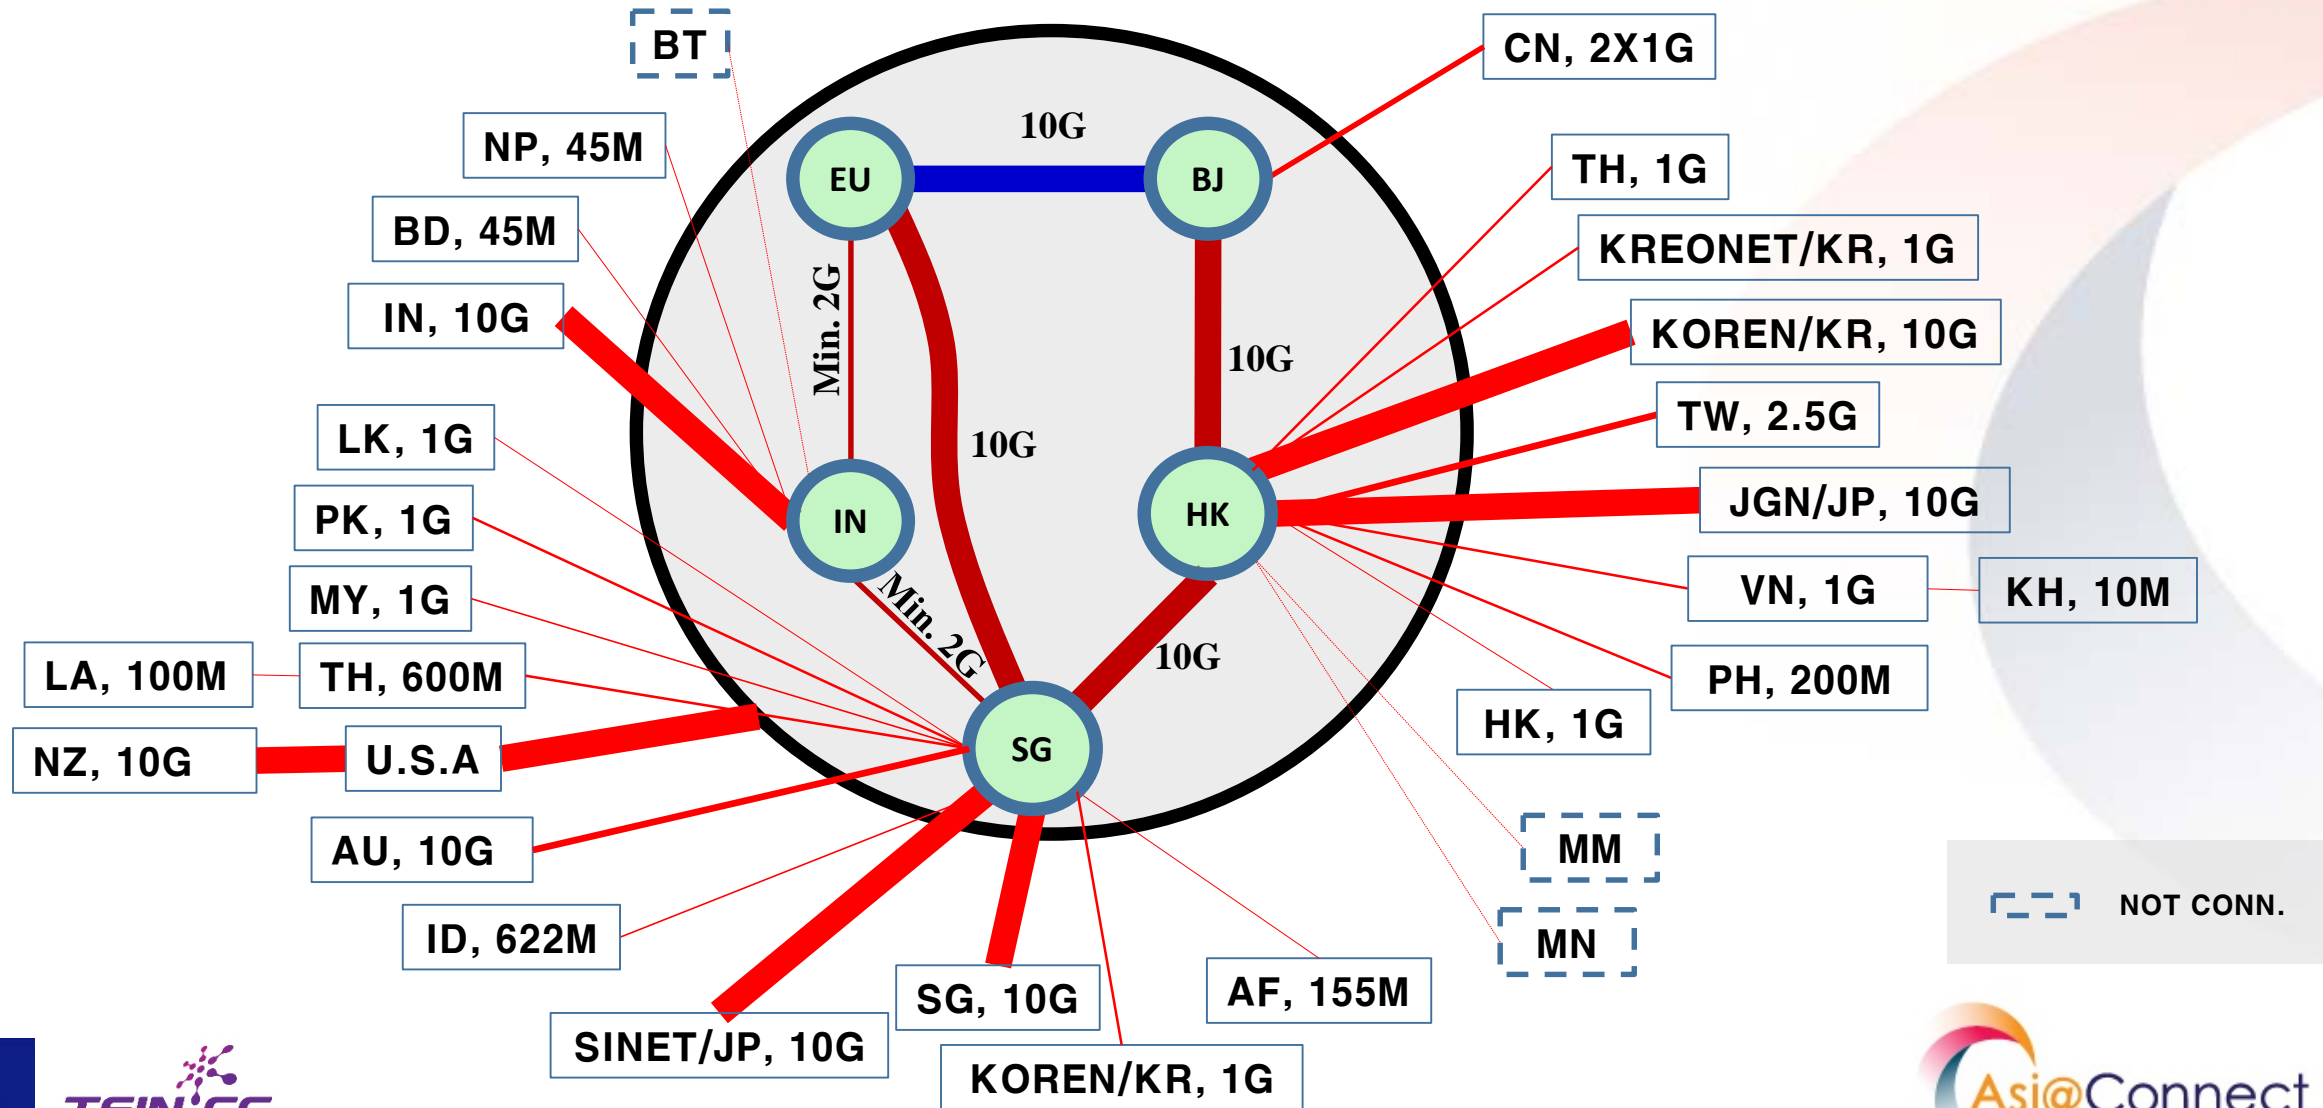 BT
CN, 2X1G
NP, 45M
10G
EU
BJ
TH, 1G
BD, 45M
KREONET/KR, 1G
IN, 10G
Min. 2G
10G
KOREN/KR, 10G
LK, 1G
10G
TW, 2.5G
PK, 1G
IN
HK
JGN/JP, 10G
MY, 1G
Min. 2G
VN, 1G
KH, 10M
LA, 100M
TH, 600M
10G
PH, 200M
NZ, 10G
U.S.A
SG
HK, 1G
AU, 10G
MM
ID, 622M
MN
NOT CONN.
SG, 10G
AF, 155M
SINET/JP, 10G
KOREN/KR, 1G
TEIN*CC
Asi@Connect